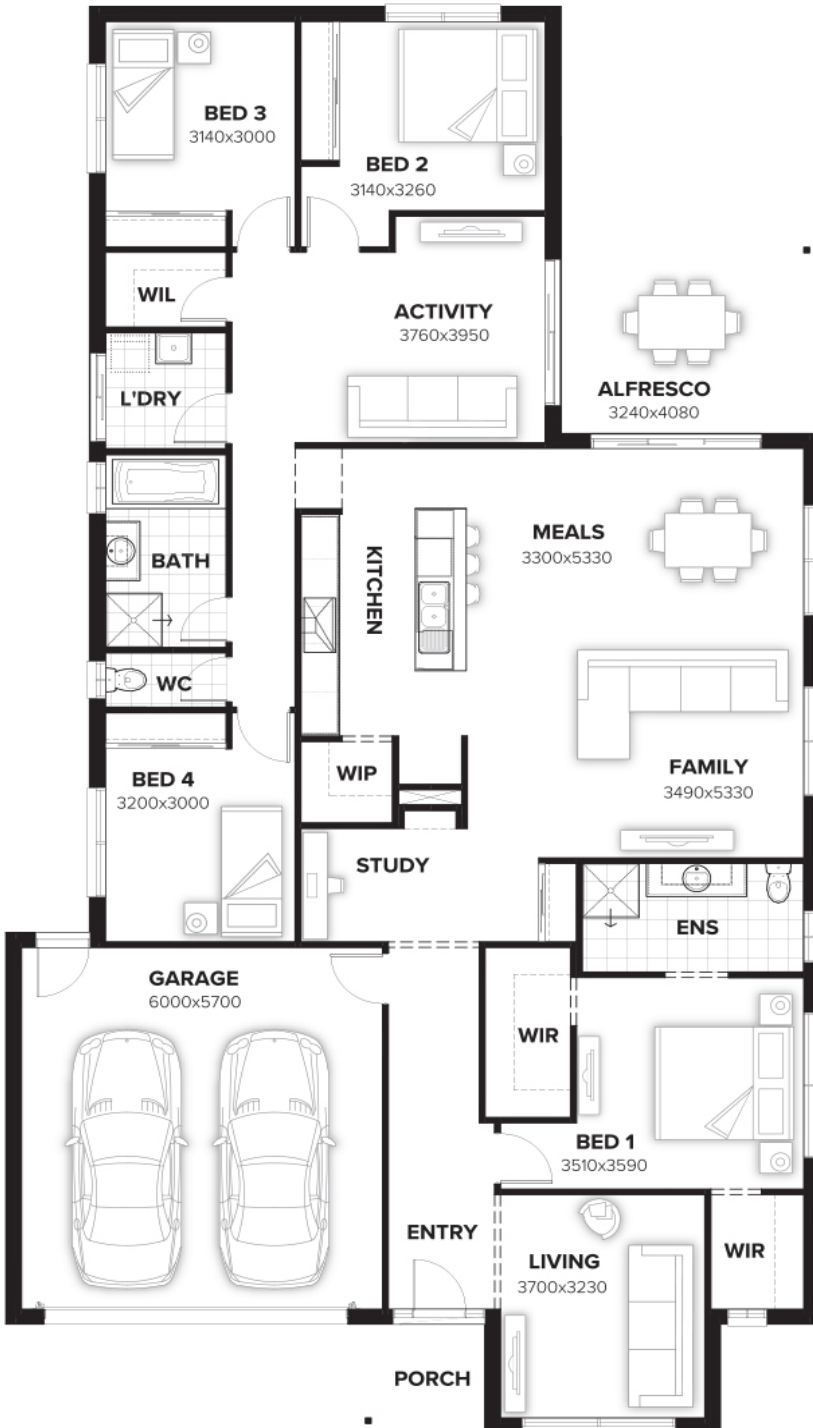 BED 3
3140x3000
BED 2
3140x3260
WIL
ACTIVITY
3760x3950
L'DRY
ALFRESCO
3240x4080
BATH
KITCHEN
MEALS
3300x5330
WC
BED 4
3200x3000
WIP
FAMILY
3490x5330
STUDY
ENS
GARAGE
6000x5700
WIR
BED 1
3510x3590
ENTRY
LIVING
3700x3230
WIR
PORCH